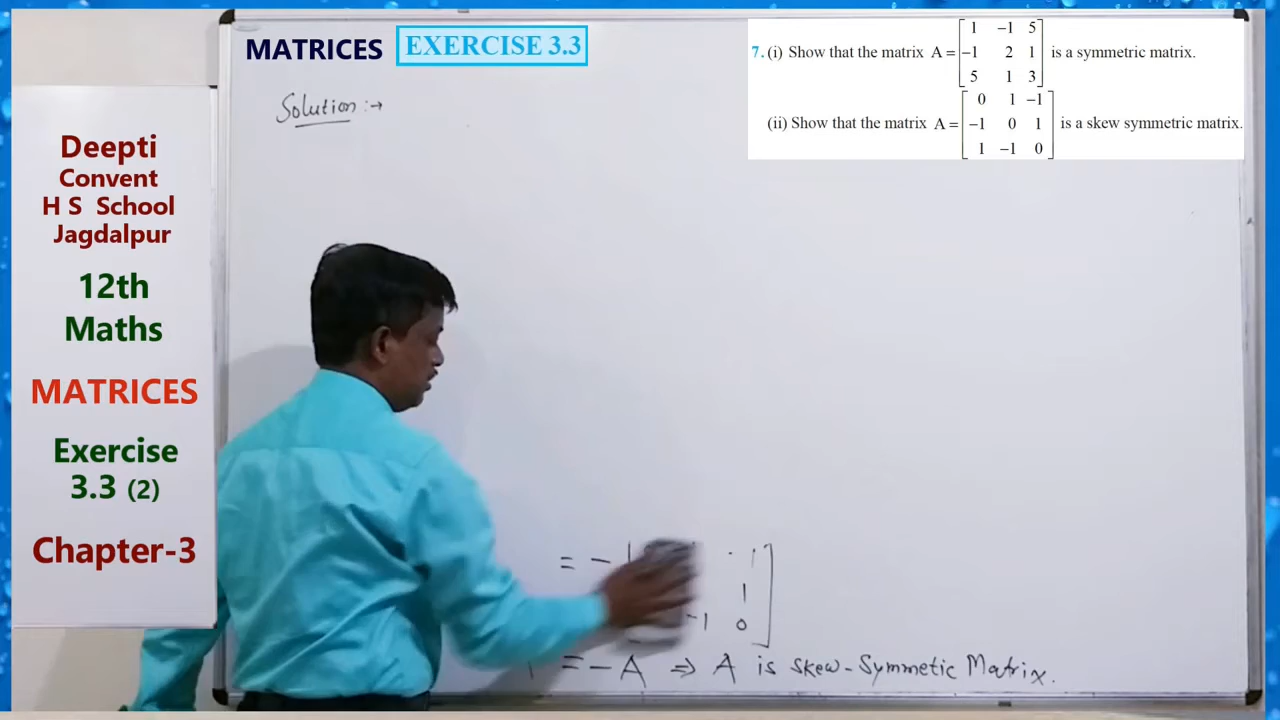 MATRICES EXERCISE 3.3
7. (i) Show that the matrix A = [1 -1 5
-1 2 1
5 1 3] is a symmetric matrix.
(ii) Show that the matrix A = [0 1 -1
-1 0 1
1 -1 0] is a skew symmetric matrix.
Solution :→
Deepti
Convent
H S School
Jagdalpur
12th
Maths
MATRICES
Exercise
3.3 (2)
Chapter-3
= - 1
1
-1 0
= -A ⇒ A is Skew-Symmetic Matrix.